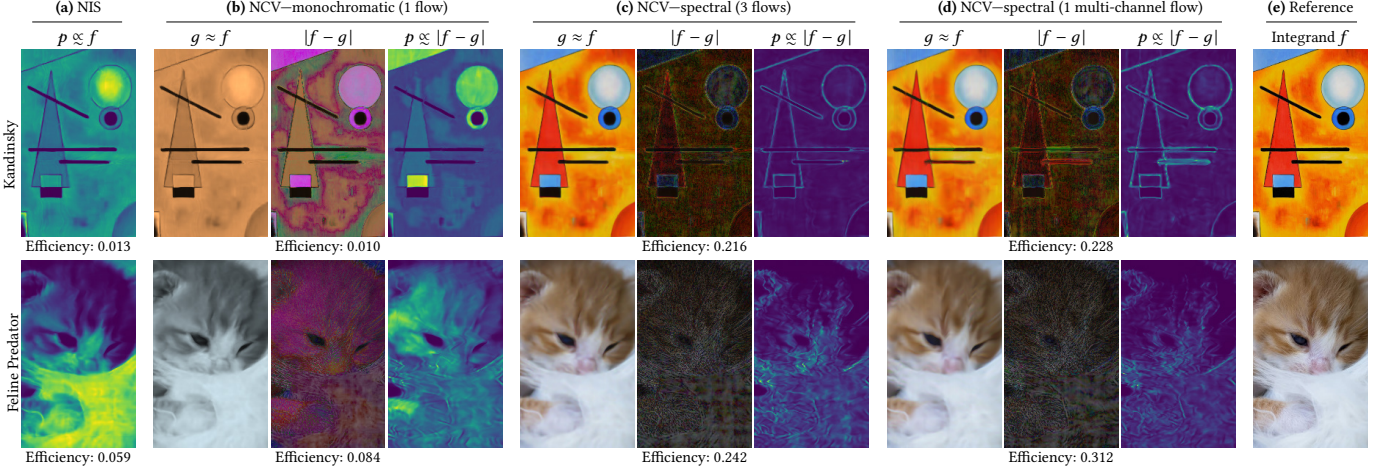 (a) NIS (b) NCV—monochromatic (1 flow) (c) NCV—spectral (3 flows) (d) NCV—spectral (1 multi-channel flow) (e) Reference
p ⪅ f g ≈ f |f − g| p ⪅ |f − g| g ≈ f |f − g| p ⪅ |f − g| g ≈ f |f − g| p ⪅ |f − g| Integrand f
Kandinsky
Efficiency: 0.013 Efficiency: 0.010 Efficiency: 0.216 Efficiency: 0.228
Feline Predator
Efficiency: 0.059 Efficiency: 0.084 Efficiency: 0.242 Efficiency: 0.312